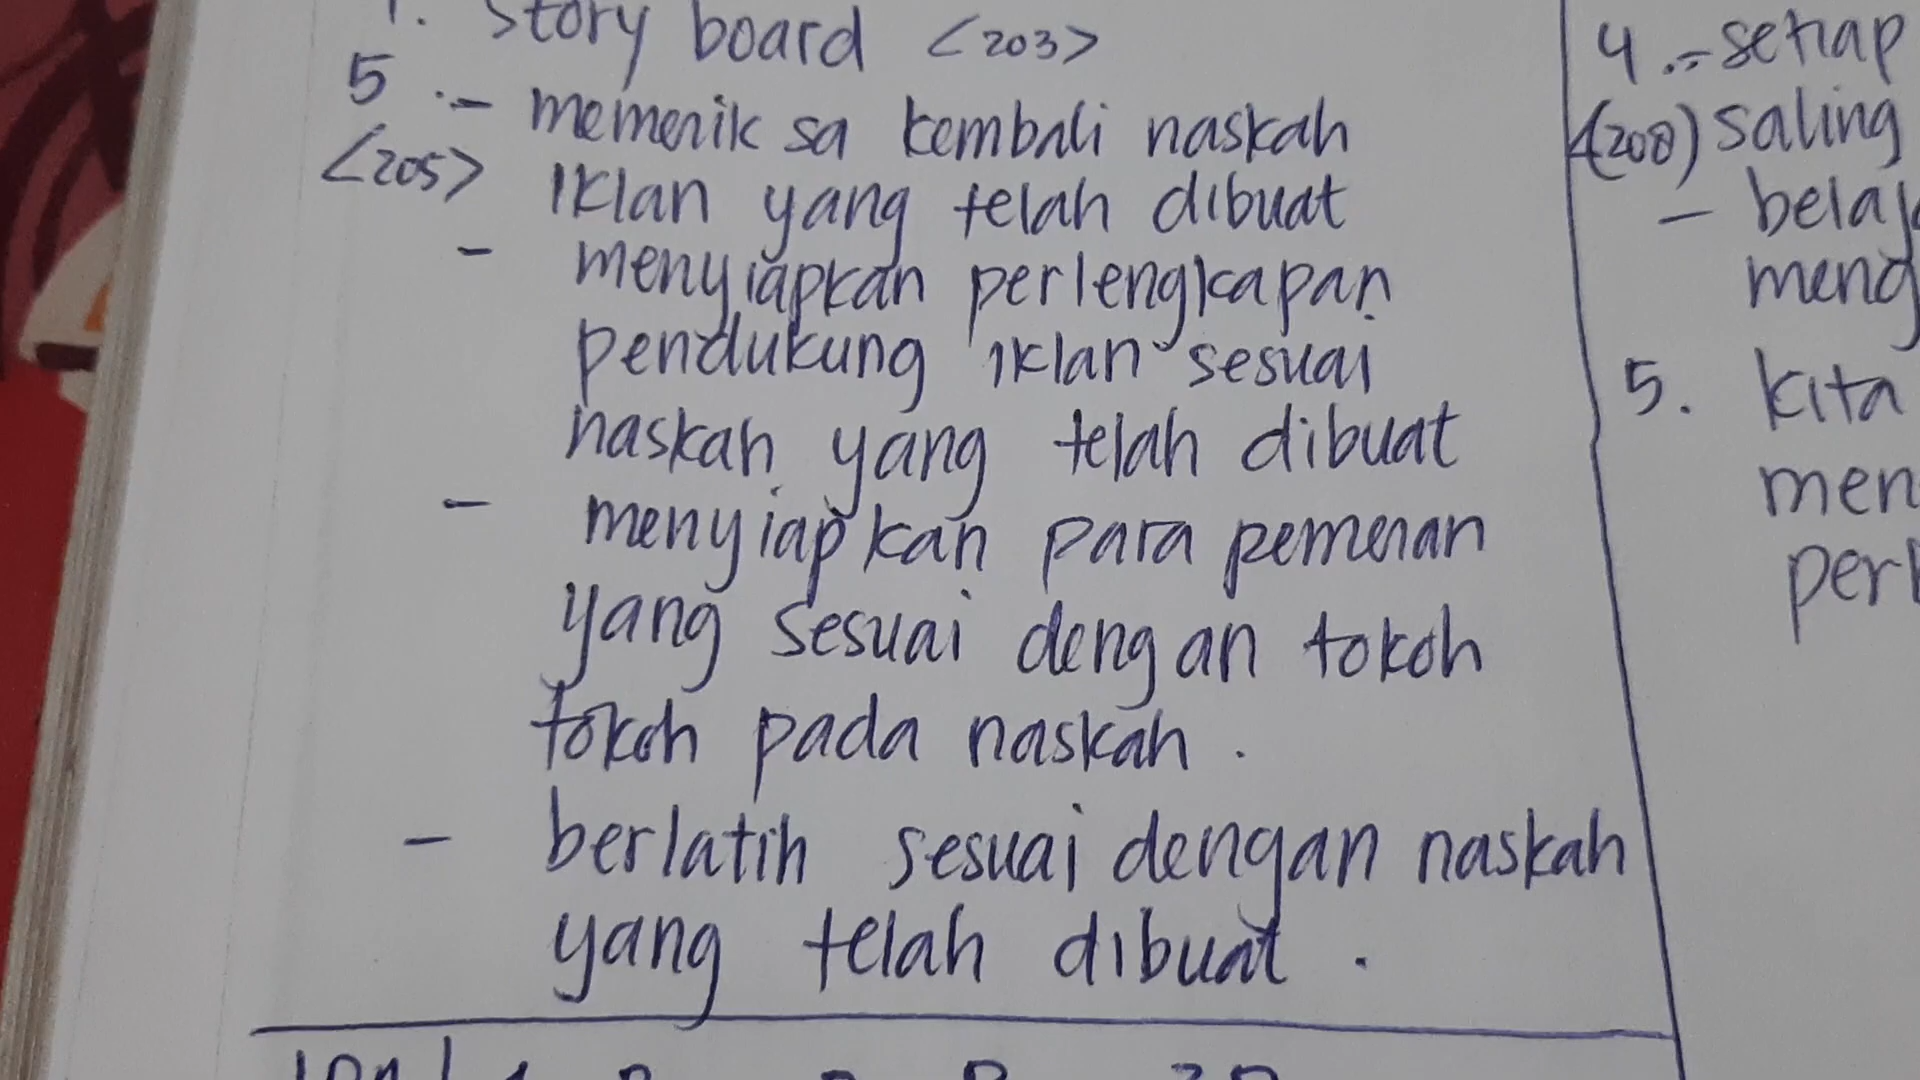 story board <203>
5 .- memeriksa kembali naskah
<205> iklan yang telah dibuat
- menyiapkan perlengkapan
pendukung iklan sesuai
naskah yang telah dibuat
- menyiapkan para pemeran
yang sesuai dengan tokoh
tokoh pada naskah.
- berlatih sesuai dengan naskah
yang telah dibuat.
4.- setiap
(208) saling
- belaj
meng
5. kita
men
per